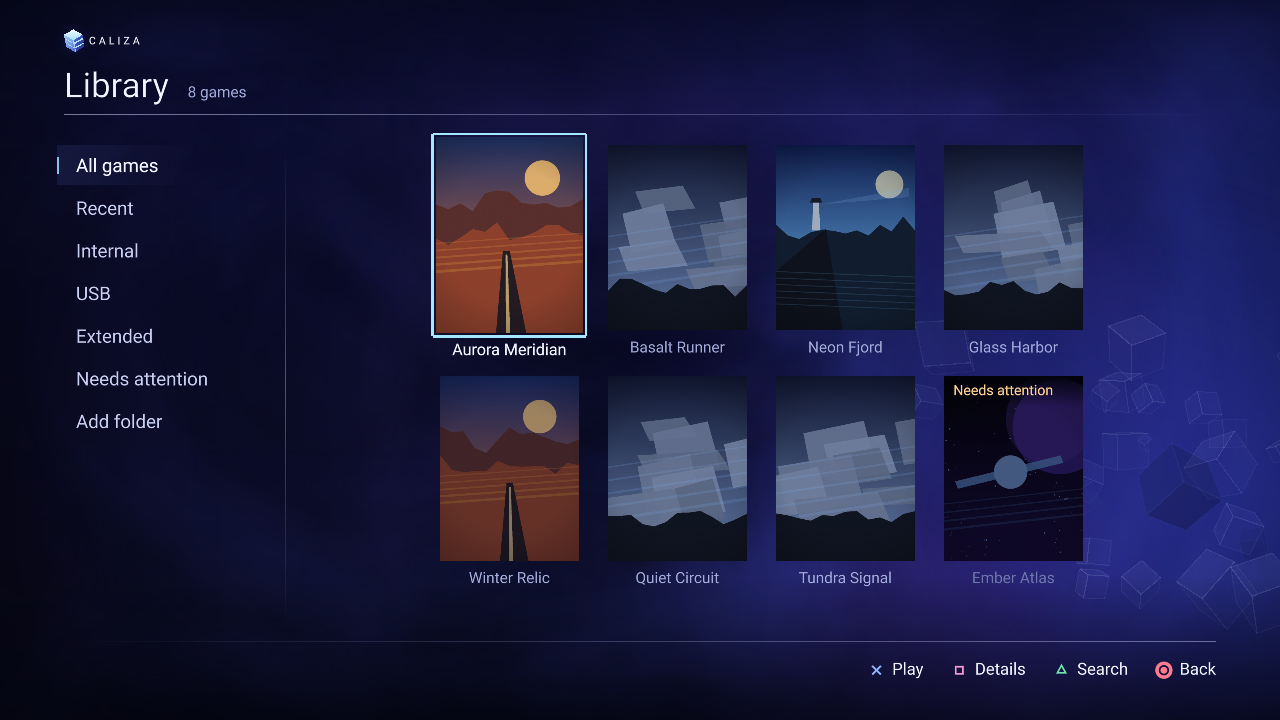 CALIZA
Library
8 games
All games
Recent
Internal
USB
Extended
Needs attention
Add folder
Aurora Meridian
Basalt Runner
Neon Fjord
Glass Harbor
Needs attention
Winter Relic
Quiet Circuit
Tundra Signal
Ember Atlas
Play
Details
Search
Back